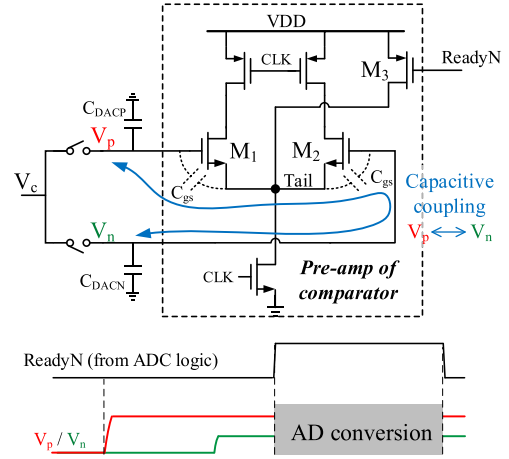 VDD
CLK
ReadyN
M3
CDACP
Vp
M1
M2
Vc
Cgs
Tail
Cgs
Capacitive
coupling
Vp Vn
Vn
CLK
Pre-amp of
comparator
CDACN
ReadyN (from ADC logic)
Vp / Vn
AD conversion